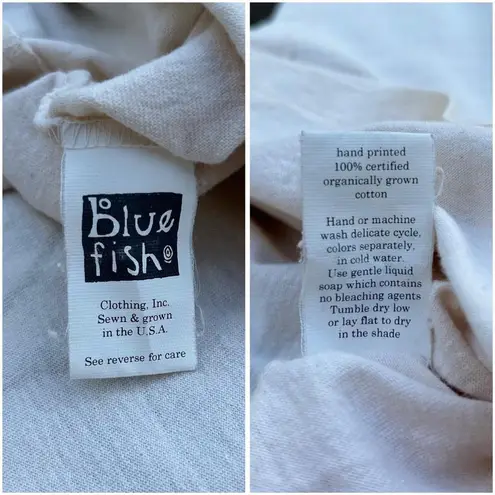 Blue
fish
Clothing, Inc.
Sewn & grown
in the U.S.A.
See reverse for care
hand printed
100% certified
organically grown
cotton
Hand or machine
wash delicate cycle,
colors separately,
in cold water.
Use gentle liquid
soap which contains
no bleaching agents
Tumble dry low
or lay flat to dry
in the shade